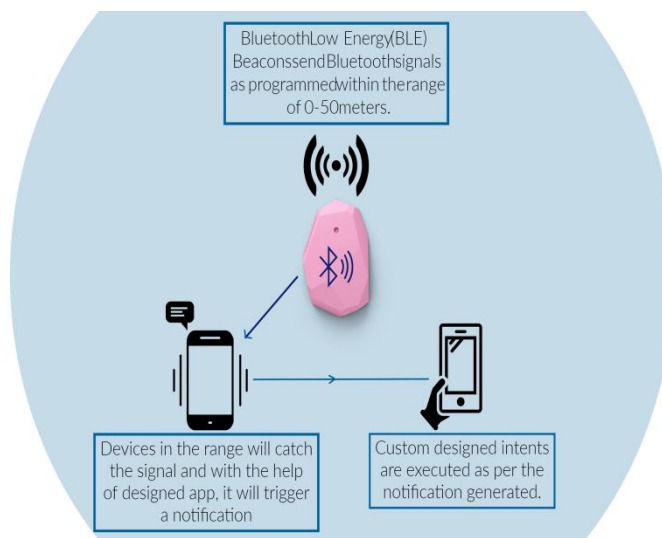 BluetoothLow Energy(BLE)
BeaconssendBluetoothsignals
as programmedwithin therange
of 0-50meters.
Devices in the range will catch
the signal and with the help
of designed app, it will trigger
a notification
Custom designed intents
are executed as per the
notification generated.